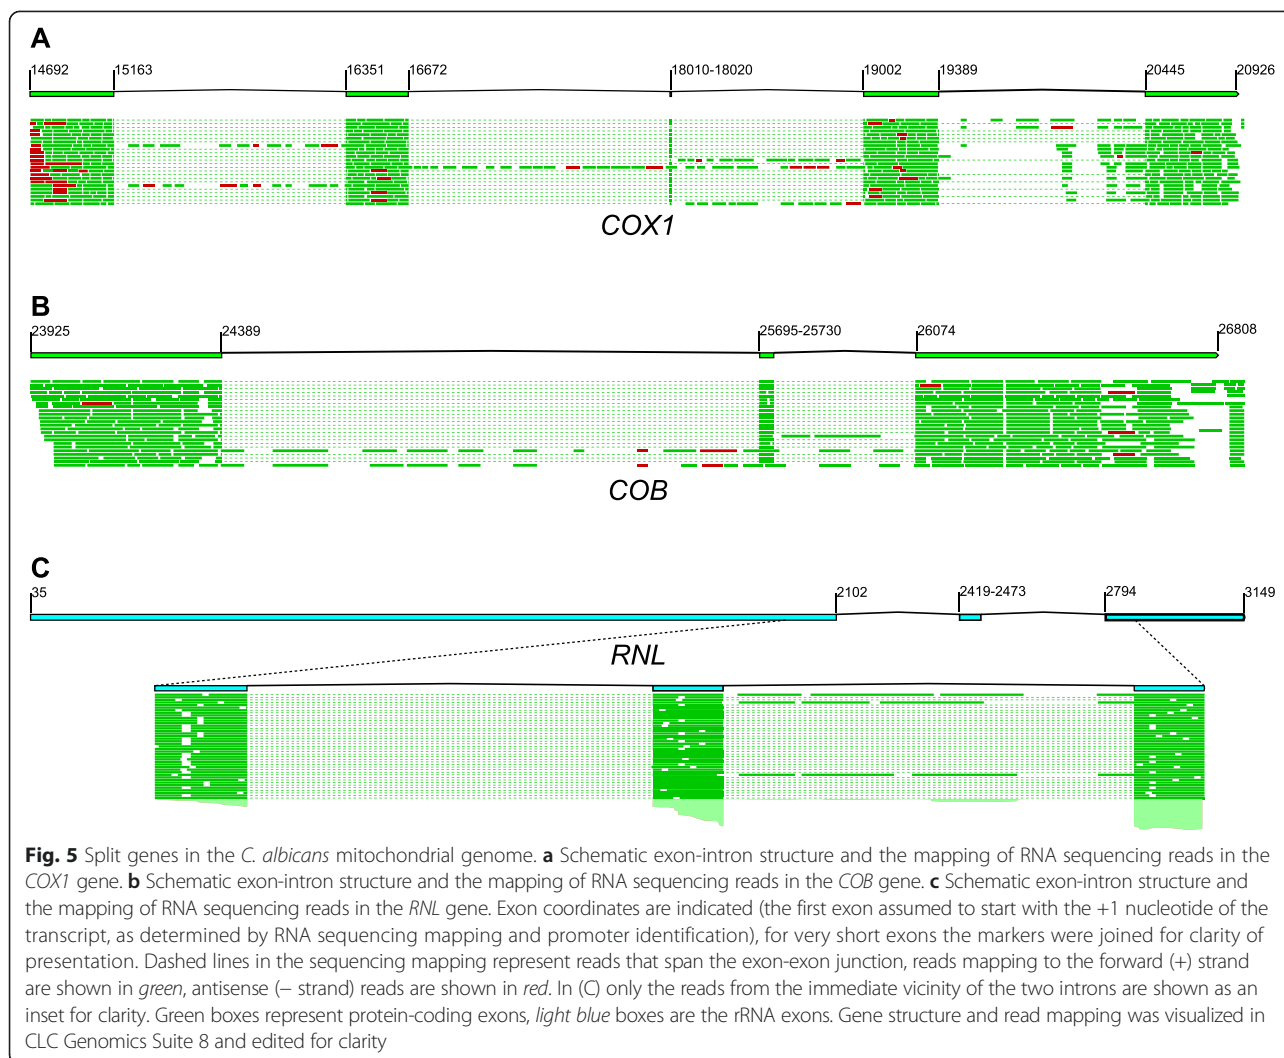 A
14692 15163 16351 16672 18010-18020 19002 19389 20445 20926
COX1
B
23925 24389 25695-25730 26074 26808
COB
C
35 2102 2419-2473 2794 3149
RNL
Fig. 5 Split genes in the C. albicans mitochondrial genome. a Schematic exon-intron structure and the mapping of RNA sequencing reads in the
COX1 gene. b Schematic exon-intron structure and the mapping of RNA sequencing reads in the COB gene. c Schematic exon-intron structure and
the mapping of RNA sequencing reads in the RNL gene. Exon coordinates are indicated (the first exon assumed to start with the +1 nucleotide of the
transcript, as determined by RNA sequencing mapping and promoter identification), for very short exons the markers were joined for clarity of
presentation. Dashed lines in the sequencing mapping represent reads that span the exon-exon junction, reads mapping to the forward (+) strand
are shown in green, antisense (− strand) reads are shown in red. In (C) only the reads from the immediate vicinity of the two introns are shown as an
inset for clarity. Green boxes represent protein-coding exons, light blue boxes are the rRNA exons. Gene structure and read mapping was visualized in
CLC Genomics Suite 8 and edited for clarity